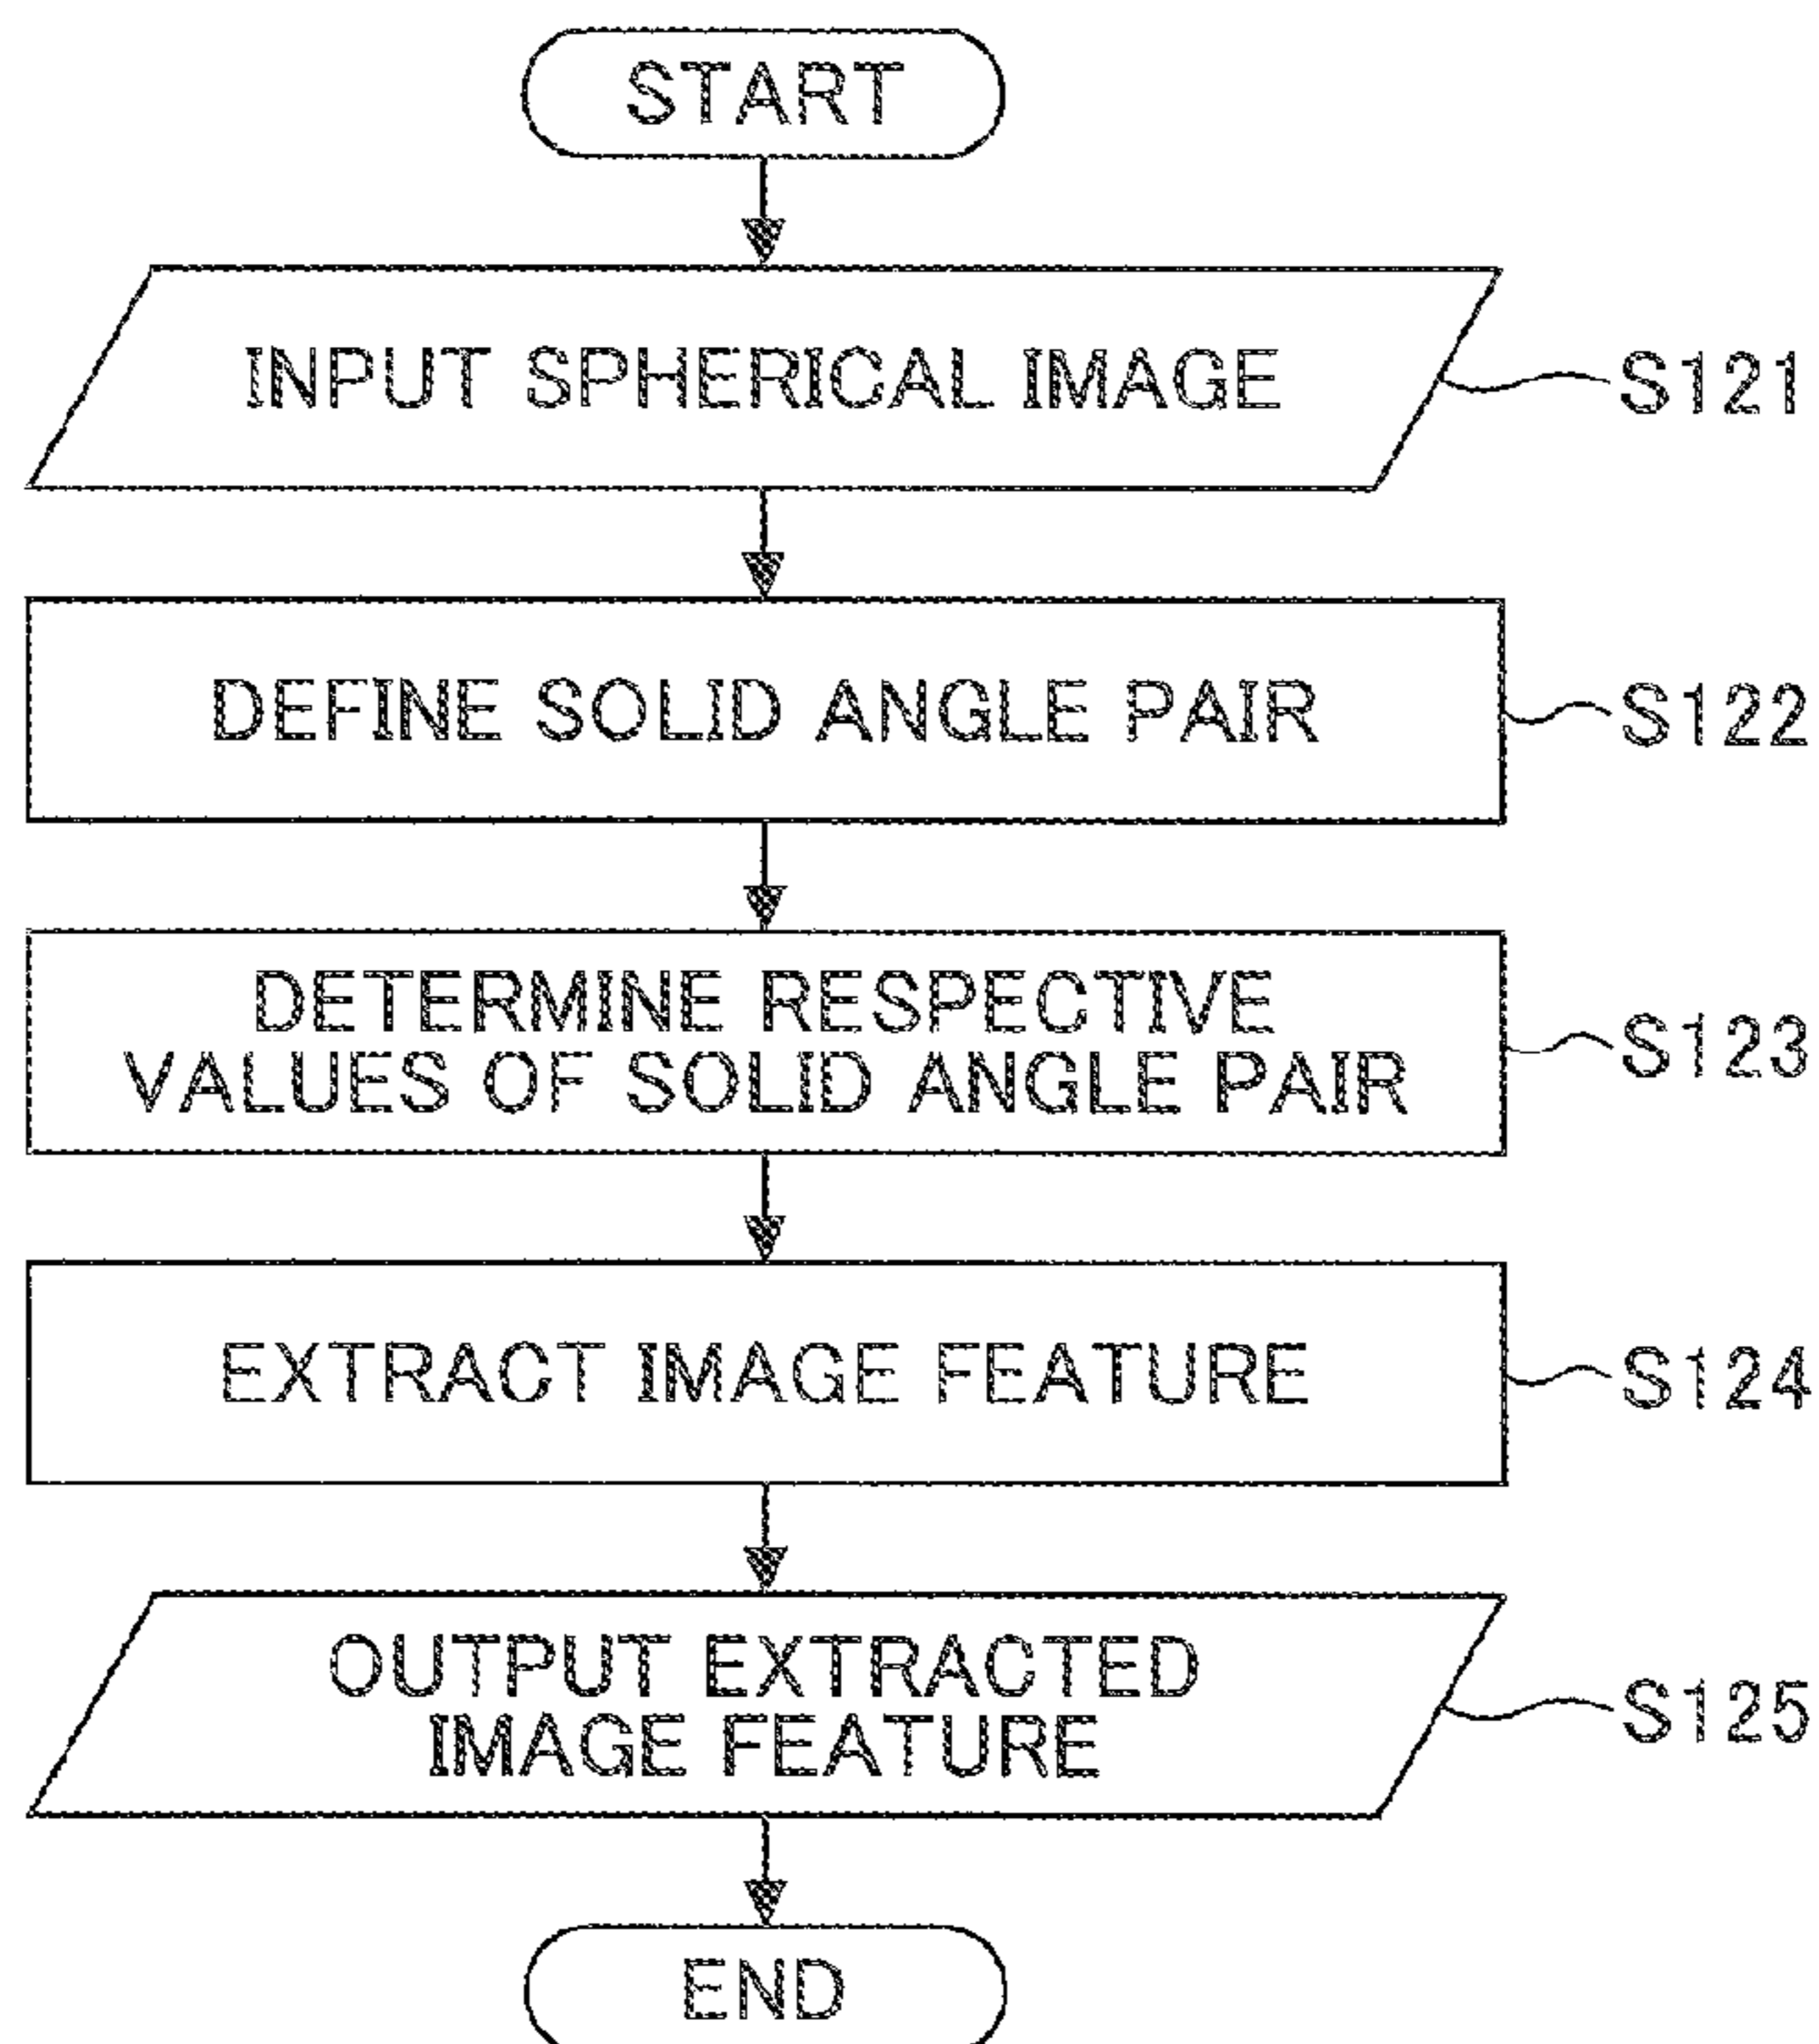 START
INPUT SPHERICAL IMAGE
S121
DEFINE SOLID ANGLE PAIR
S122
DETERMINE RESPECTIVE
VALUES OF SOLID ANGLE PAIR
S123
EXTRACT IMAGE FEATURE
S124
OUTPUT EXTRACTED
IMAGE FEATURE
S125
END